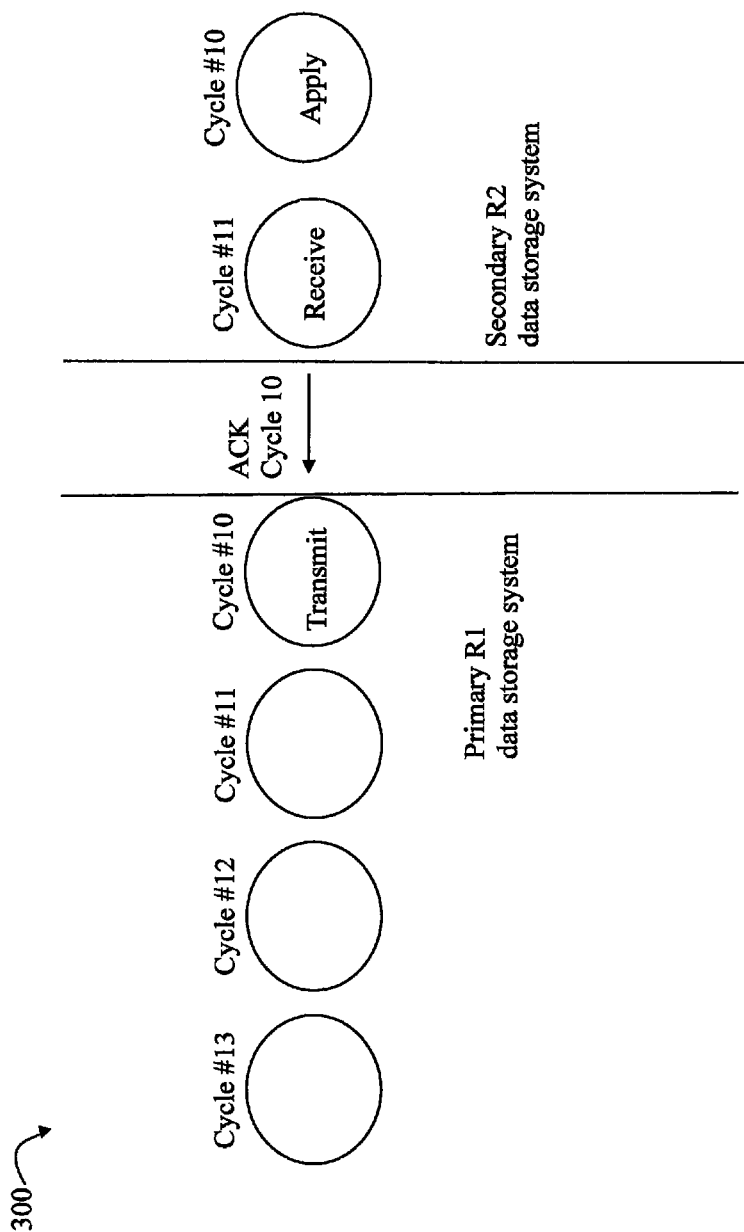 300
Cycle #13
Cycle #12
Cycle #11
Cycle #10
ACK
Cycle 10
Cycle #11
Cycle #10
Transmit
Receive
Apply
Primary R1
data storage system
Secondary R2
data storage system